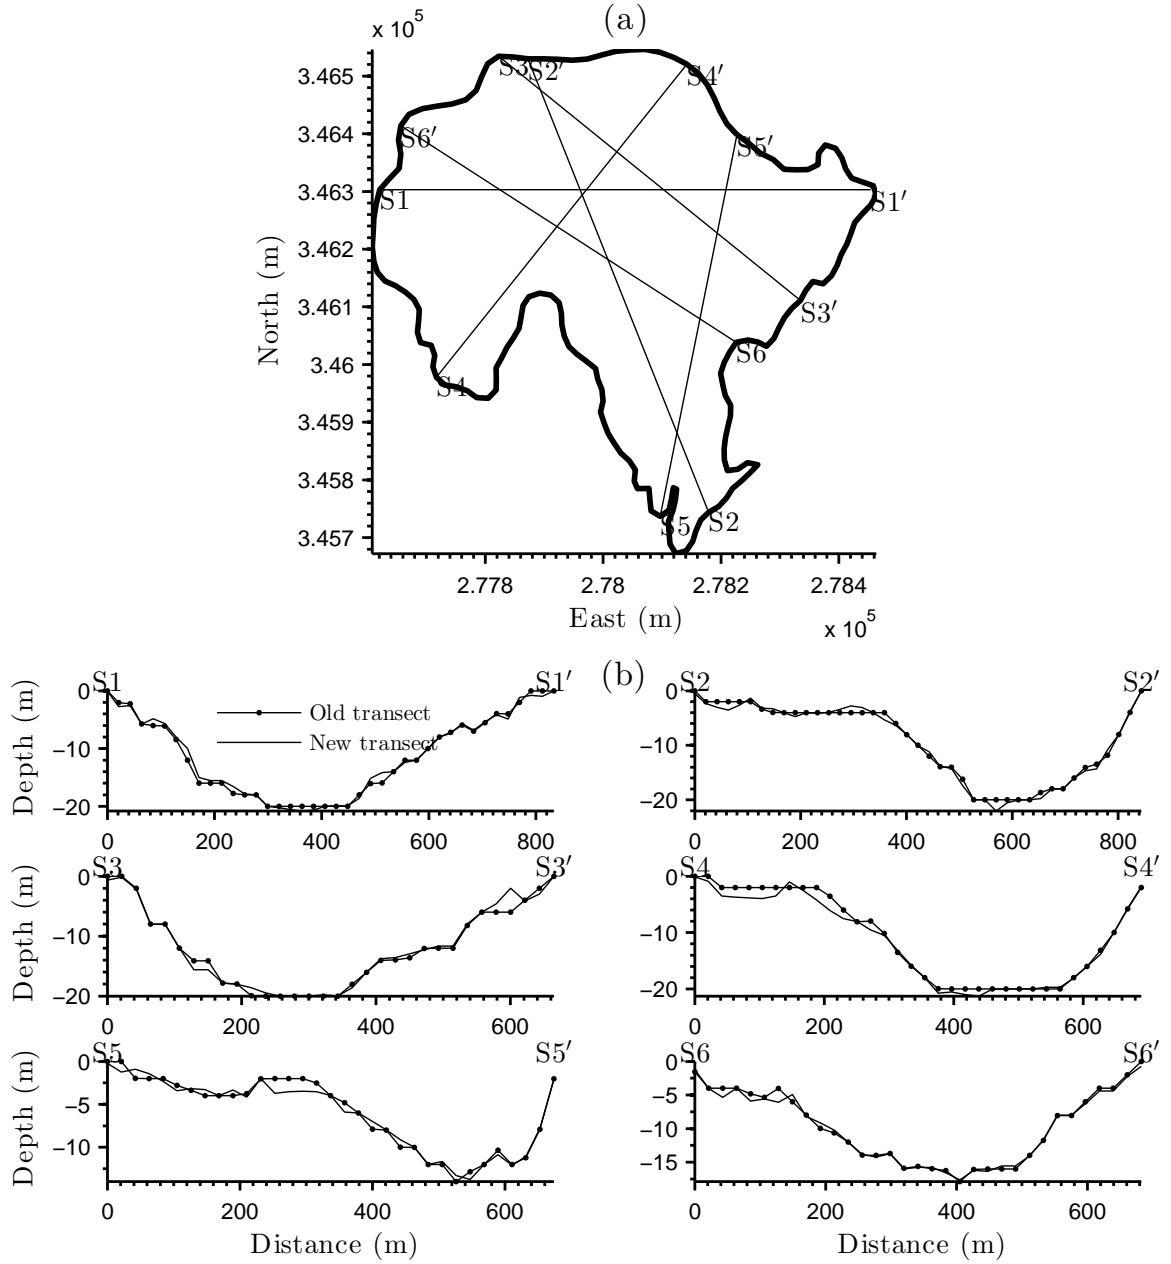 (a)
x 10^5
3.465
3.464
3.463
3.462
3.461
3.46
3.459
3.458
3.457
North (m)
S3 S2′ S4′
S6′ S5′
S1 S1′
S3′
S6
S4
S5 S2
2.778 2.78 2.782 2.784
East (m)
x 10^5
(b)
S1 S1′
Old transect
New transect
Depth (m)
0
−10
−20
0 200 400 600 800
S2 S2′
0
−10
−20
0 200 400 600 800
S3 S3′
Depth (m)
0
−10
−20
0 200 400 600
S4 S4′
0
−10
−20
0 200 400 600
S5 S5′
Depth (m)
0
−5
−10
0 200 400 600
Distance (m)
S6 S6′
0
−5
−10
−15
0 200 400 600
Distance (m)